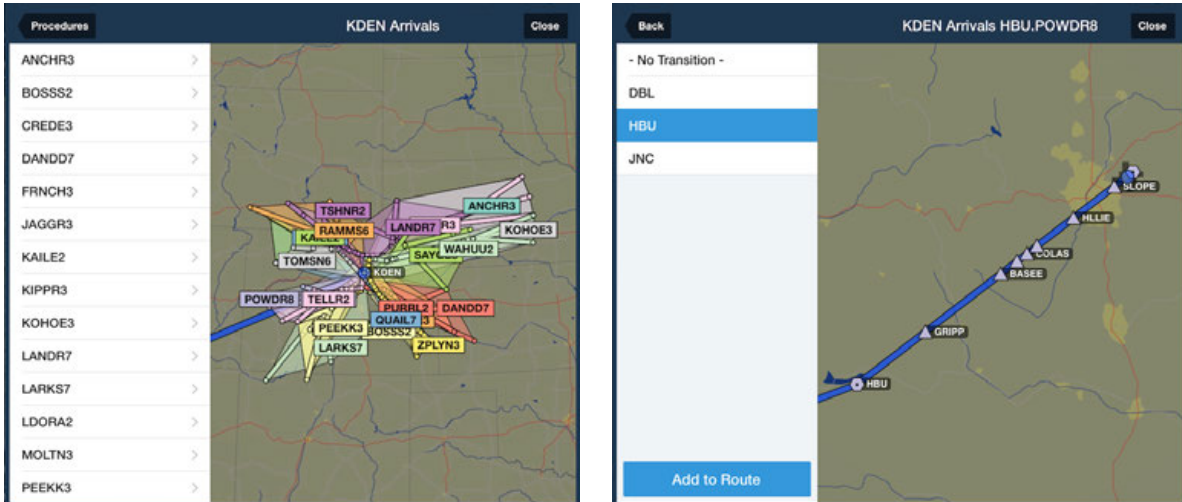 Procedures
KDEN Arrivals
Close
ANCHR3
BOSSS2
CREDE3
DANDD7
FRNCH3
JAGGR3
KAILE2
KIPPR3
KOHOE3
LANDR7
LARKS7
LDORA2
MOLTN3
PEEKK3
TSHNR2
ANCHR3
RAMMS6
LANDR7
KOHOE3
WAHUU2
TOMSN6
KDEN
POWDR8
TELLR2
PURRL2
DANDD7
QUAIL7
PEEKK3
BOSSS2
LARKS7
ZPLYN3
Back
KDEN Arrivals HBU.POWDR8
Close
- No Transition -
DBL
HBU
JNC
SLOPE
HLLIE
COLAS
BASEE
GRIPP
HBU
Add to Route